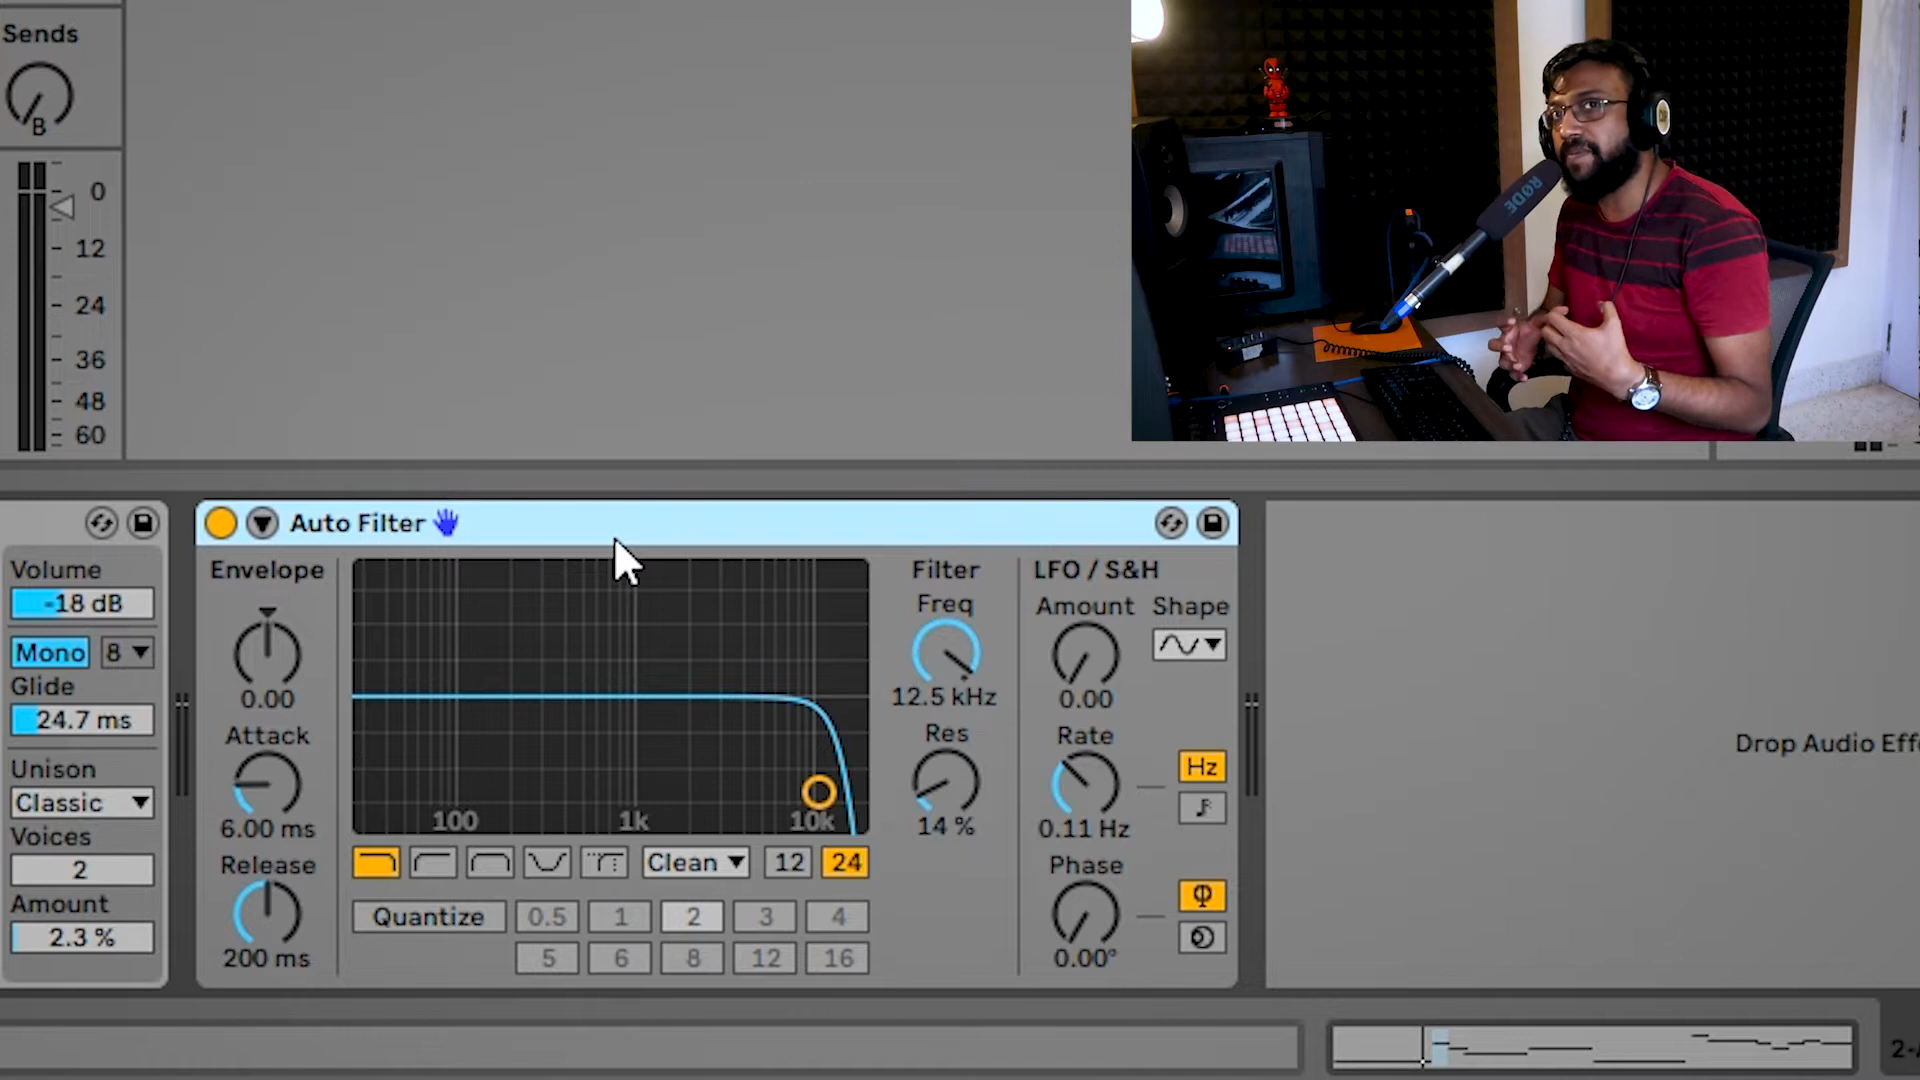 Sends
B
0
12
24
36
48
60
RØDE
Volume
-18 dB
Mono 8
Glide
24.7 ms
Unison
Classic
Voices
2
Amount
2.3 %
Auto Filter
Envelope
0.00
Attack
6.00 ms
Release
200 ms
100 1k 10k
Clean 12 24
Quantize 0.5 1 2 3 4
5 6 8 12 16
Filter
Freq
12.5 kHz
Res
14 %
LFO / S&H
Amount Shape
0.00
Rate
Hz
0.11 Hz
Phase
0.00°
Drop Audio Effe
2-